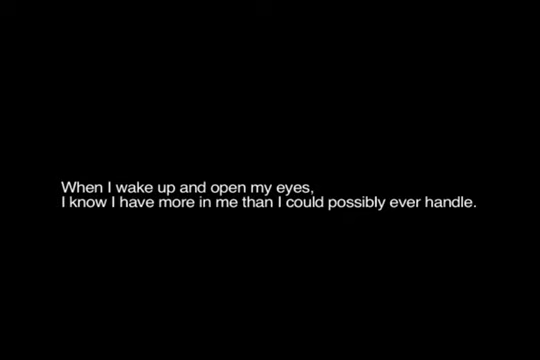 When I wake up and open my eyes,
I know I have more in me than I could possibly ever handle.